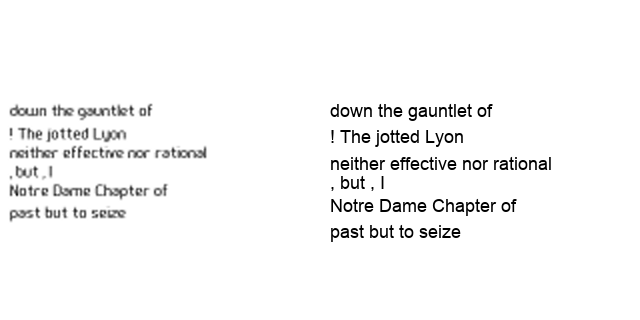 down the gauntlet of
! The jotted Lyon
neither effective nor rational
, but , I
Notre Dame Chapter of
past but to seize
down the gauntlet of
! The jotted Lyon
neither effective nor rational
, but , I
Notre Dame Chapter of
past but to seize